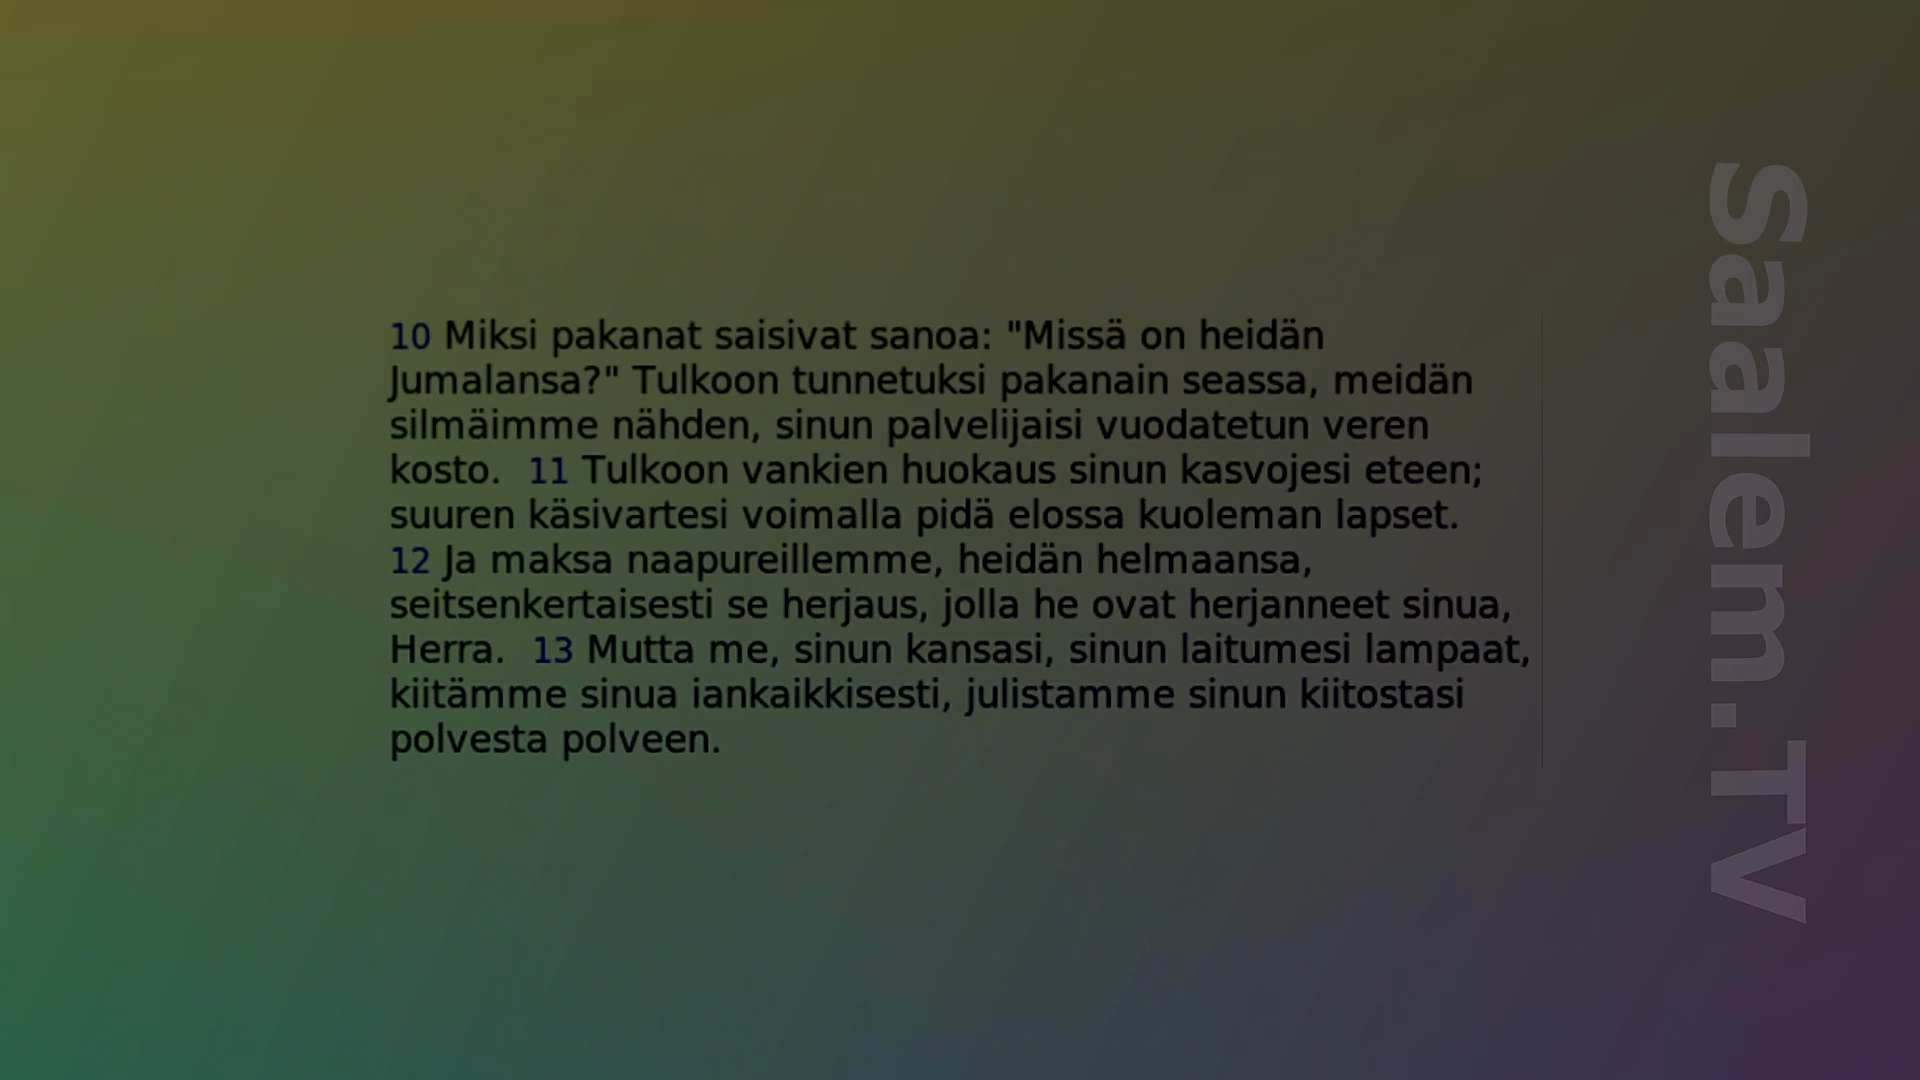 10 Miksi pakanat saisivat sanoa: "Missä on heidän
Jumalansa?" Tulkoon tunnetuksi pakanain seassa, meidän
silmäimme nähden, sinun palvelijaisi vuodatetun veren
kosto. 11 Tulkoon vankien huokaus sinun kasvojesi eteen;
suuren käsivartesi voimalla pidä elossa kuoleman lapset.
12 Ja maksa naapureillemme, heidän helmaansa,
seitsenkertaisesti se herjaus, jolla he ovat herjanneet sinua,
Herra. 13 Mutta me, sinun kansasi, sinun laitumesi lampaat,
kiitämme sinua iankaikkisesti, julistamme sinun kiitostasi
polvesta polveen.
Saalem.TV